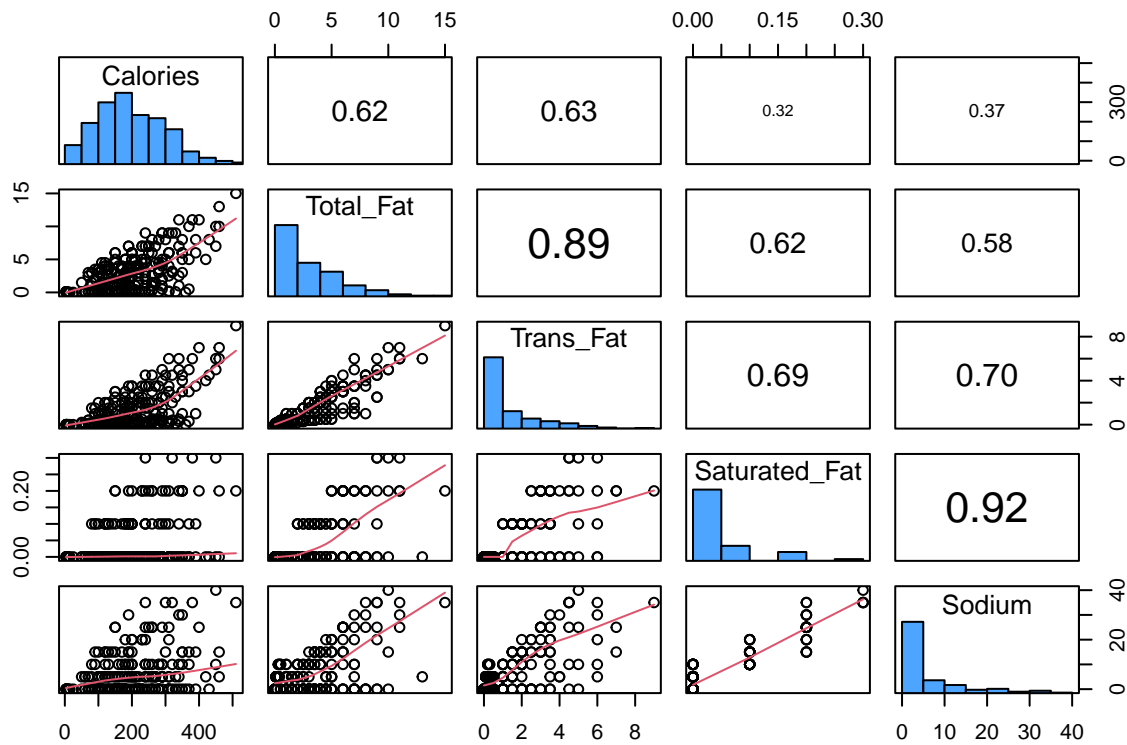 0 5 10 15 0.00 0.15 0.30
Calories 0.62 0.63 0.32 0.37 0 300
0 5 15 Total_Fat 0.89 0.62 0.58
Trans_Fat 0.69 0.70 0 4 8
0.00 0.20 Saturated_Fat 0.92
Sodium 0 20 40
0 200 400 0 2 4 6 8 0 10 20 30 40